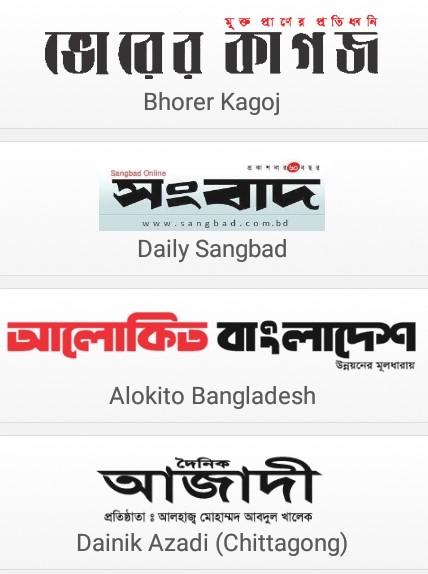 মুক্ত প্রাণের প্রতিধ্বনি
ভোরের কাগজ
Bhorer Kagoj
Sangbad Online
প্রকাশনার ৬০ বছর
সংবাদ
www.sangbad.com.bd
Daily Sangbad
আলোকিত বাংলাদেশ
উন্নয়নের মূলধারায়
Alokito Bangladesh
দৈনিক
আজাদী
প্রতিষ্ঠাতা : আলহাজ্ব মোহাম্মদ আবদুল খালেক
Dainik Azadi (Chittagong)